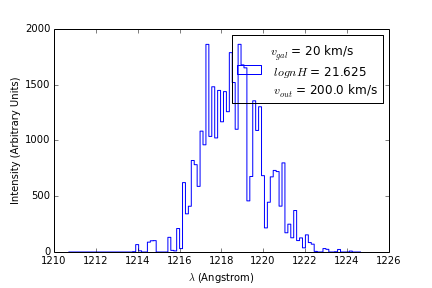 2000
1500
1000
500
0
Intensity (Arbitrary Units)
v_gal = 20 km/s
lognH = 21.625
v_out = 200.0 km/s
1210 1212 1214 1216 1218 1220 1222 1224 1226
λ (Angstrom)